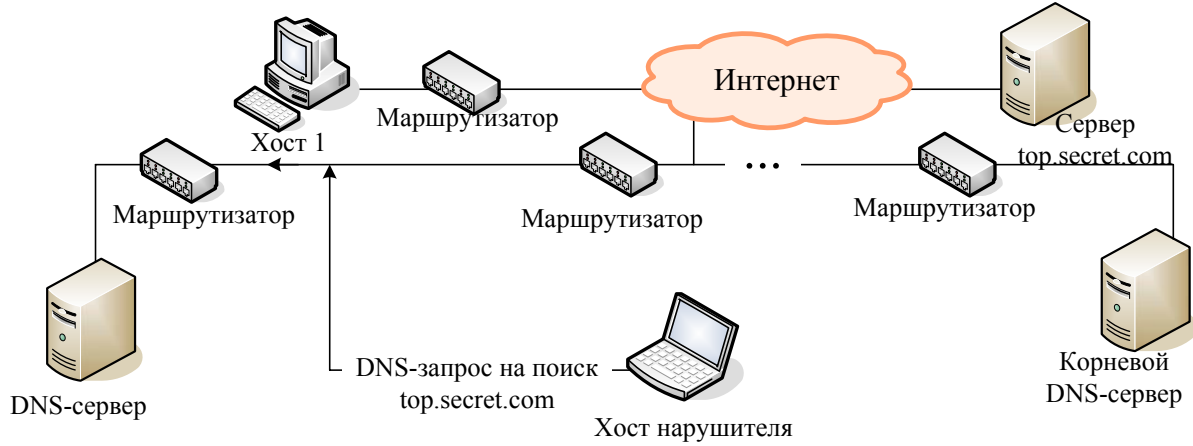 Интернет
Маршрутизатор
Хост 1
Сервер
top.secret.com
Маршрутизатор
Маршрутизатор
Маршрутизатор
DNS-запрос на поиск
top.secret.com
Корневой
DNS-сервер
DNS-сервер
Хост нарушителя